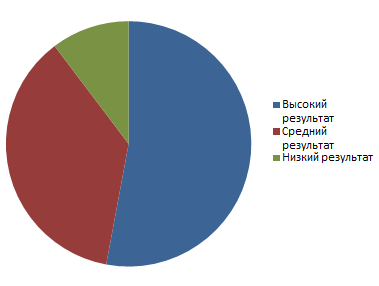 Высокий
результат
Средний
результат
Низкий результат